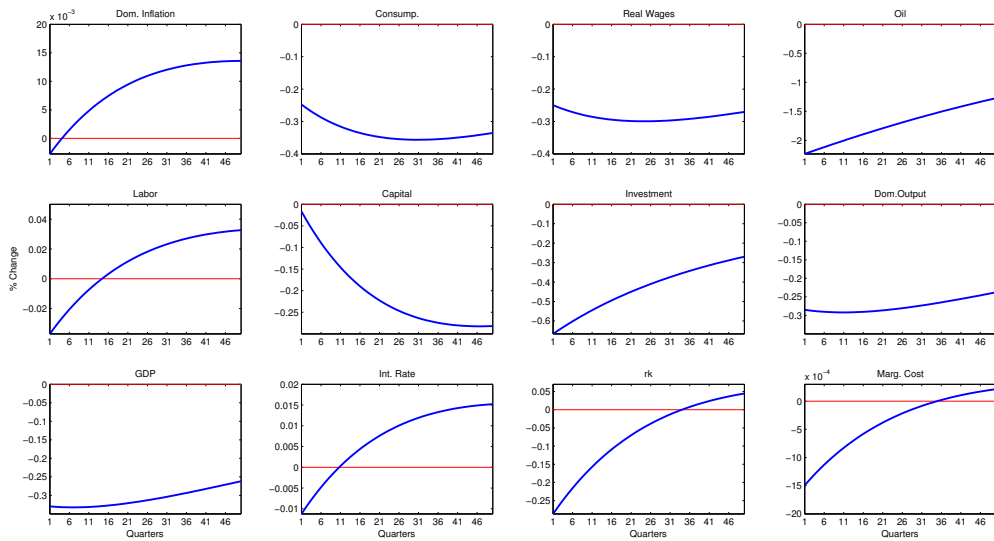 Dom. Inflation
x 10⁻³
20
15
10
5
0
1 6 11 16 21 26 31 36 41 46
Consump.
0
−0.1
−0.2
−0.3
−0.4
1 6 11 16 21 26 31 36 41 46
Real Wages
0
−0.1
−0.2
−0.3
−0.4
1 6 11 16 21 26 31 36 41 46
Oil
0
−0.5
−1
−1.5
−2
1 6 11 16 21 26 31 36 41 46
Labor
% Change
0.04
0.02
0
−0.02
1 6 11 16 21 26 31 36 41 46
Capital
0
−0.05
−0.1
−0.15
−0.2
−0.25
1 6 11 16 21 26 31 36 41 46
Investment
0
−0.1
−0.2
−0.3
−0.4
−0.5
−0.6
1 6 11 16 21 26 31 36 41 46
Dom.Output
0
−0.05
−0.1
−0.15
−0.2
−0.25
−0.3
1 6 11 16 21 26 31 36 41 46
GDP
0
−0.05
−0.1
−0.15
−0.2
−0.25
−0.3
1 6 11 16 21 26 31 36 41 46
Quarters
Int. Rate
0.02
0.015
0.01
0.005
0
−0.005
−0.01
1 6 11 16 21 26 31 36 41 46
Quarters
rk
0.05
0
−0.05
−0.1
−0.15
−0.2
−0.25
1 6 11 16 21 26 31 36 41 46
Quarters
Marg. Cost
x 10⁻⁴
0
−5
−10
−15
−20
1 6 11 16 21 26 31 36 41 46
Quarters